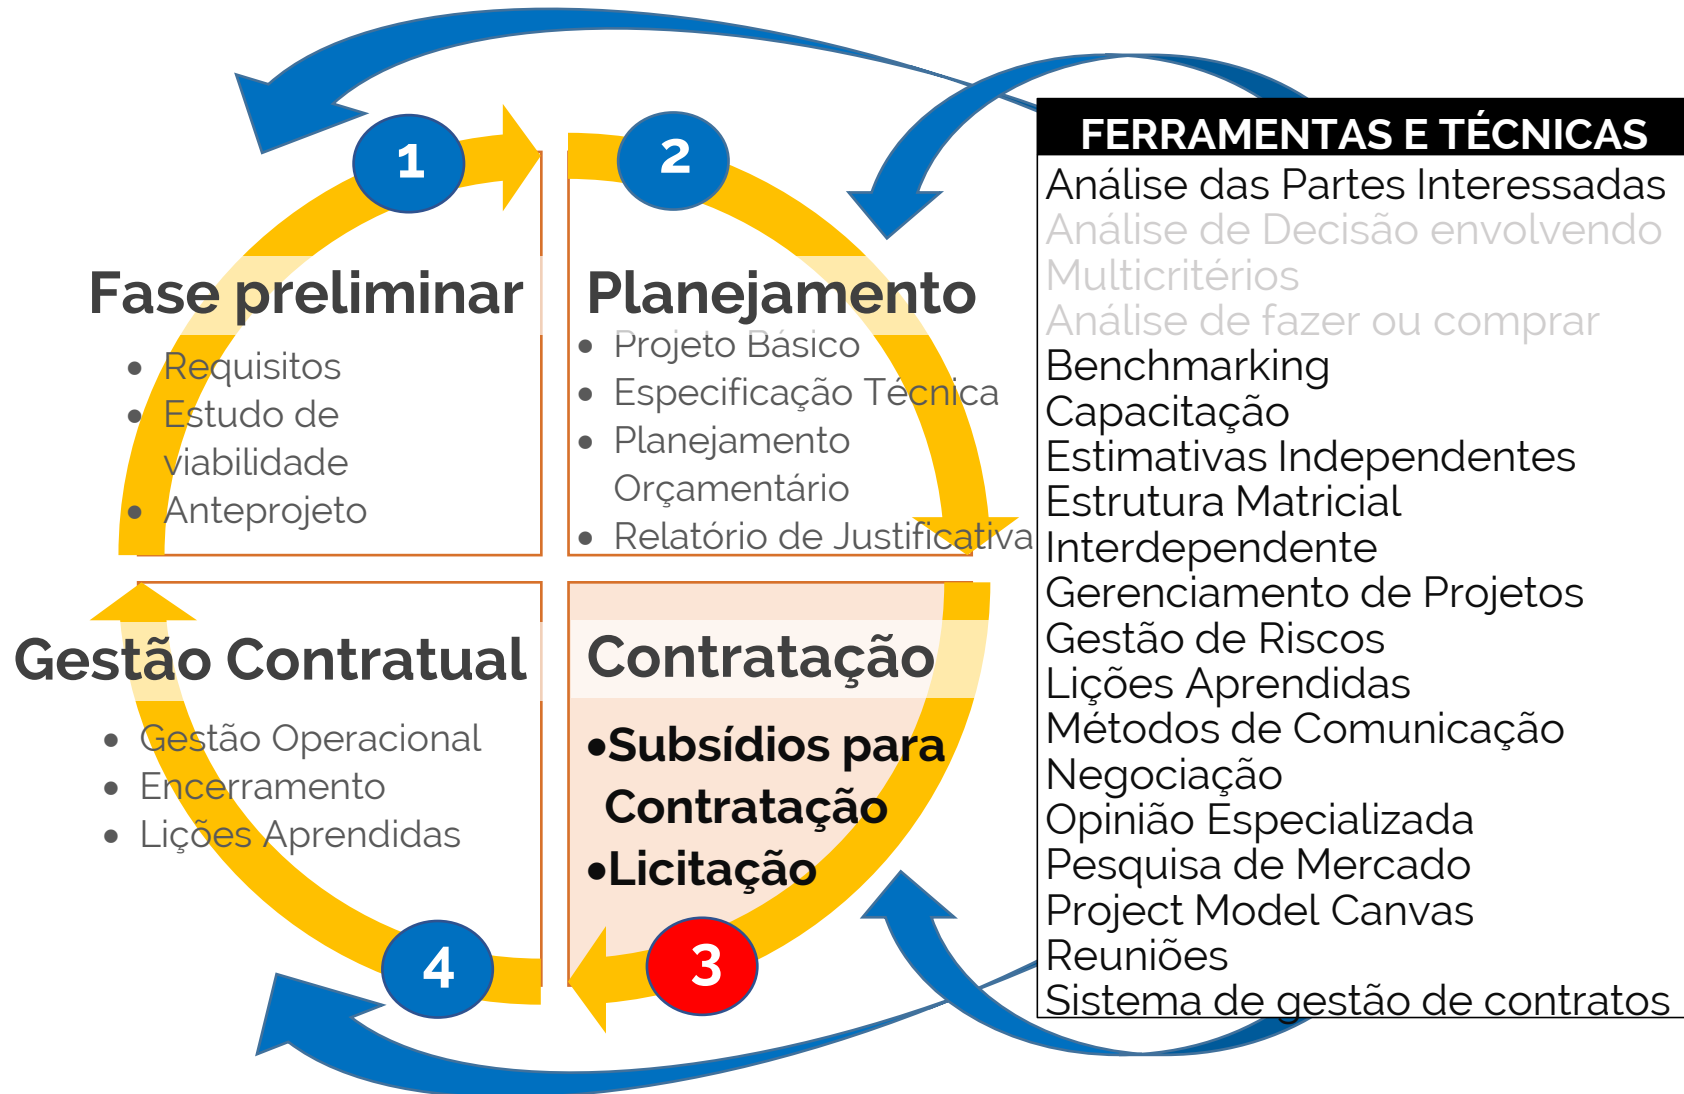 1
Fase preliminar
• Requisitos
• Estudo de
viabilidade
• Anteprojeto
2
Planejamento
• Projeto Básico
• Especificação Técnica
• Planejamento
Orçamentário
• Relatório de Justificativa
Contratação
•Subsídios para
Contratação
•Licitação
3
Gestão Contratual
• Gestão Operacional
• Encerramento
• Lições Aprendidas
4
FERRAMENTAS E TÉCNICAS
Análise das Partes Interessadas
Análise de Decisão envolvendo
Multicritérios
Análise de fazer ou comprar
Benchmarking
Capacitação
Estimativas Independentes
Estrutura Matricial
Interdependente
Gerenciamento de Projetos
Gestão de Riscos
Lições Aprendidas
Métodos de Comunicação
Negociação
Opinião Especializada
Pesquisa de Mercado
Project Model Canvas
Reuniões
Sistema de gestão de contratos